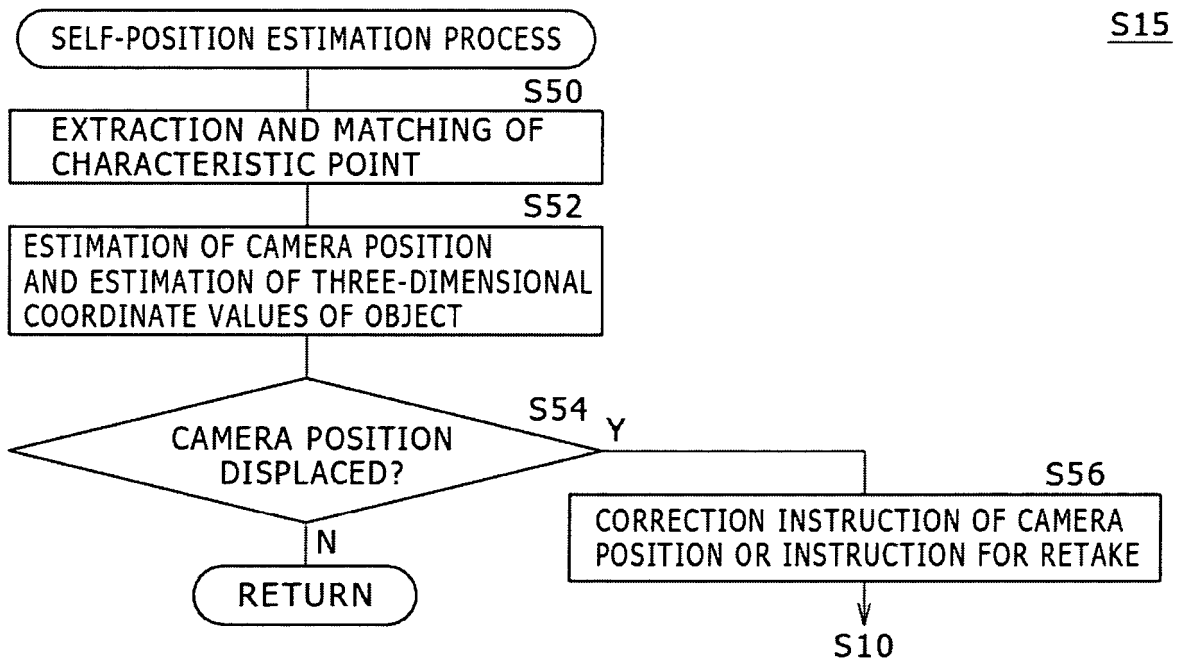 SELF-POSITION ESTIMATION PROCESS
S15
S50
EXTRACTION AND MATCHING OF
CHARACTERISTIC POINT
S52
ESTIMATION OF CAMERA POSITION
AND ESTIMATION OF THREE-DIMENSIONAL
COORDINATE VALUES OF OBJECT
S54
CAMERA POSITION
DISPLACED?
Y
N
RETURN
S56
CORRECTION INSTRUCTION OF CAMERA
POSITION OR INSTRUCTION FOR RETAKE
S10